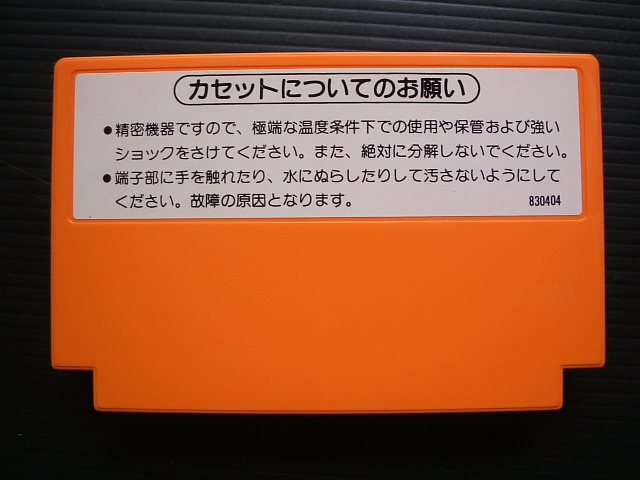 カセットについてのお願い
●精密機器ですので、極端な温度条件下での使用や保管および強い
ショックをさけてください。また、絶対に分解しないでください。
●端子部に手を触れたり、水にぬらしたりして汚さないようにして
ください。故障の原因となります。
830404